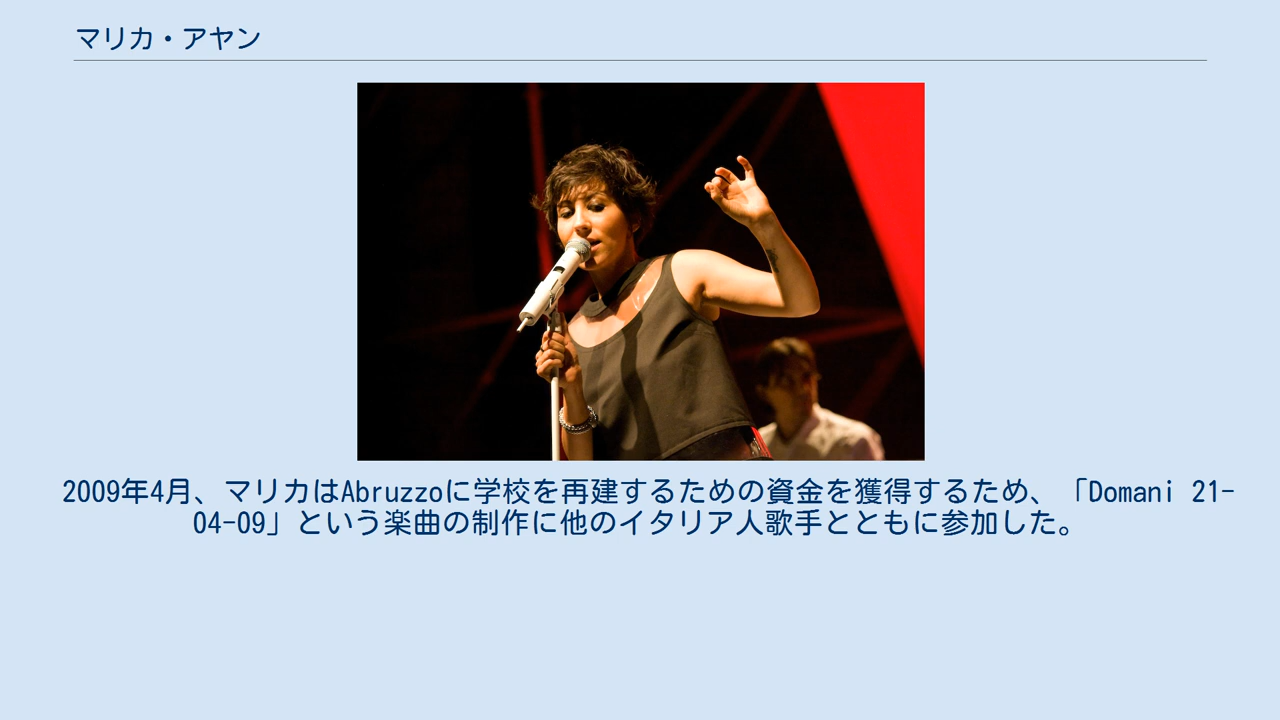 マリカ・アヤン
2009年4月、マリカはAbruzzoに学校を再建するための資金を獲得するため、「Domani 21-
04-09」という楽曲の制作に他のイタリア人歌手とともに参加した。